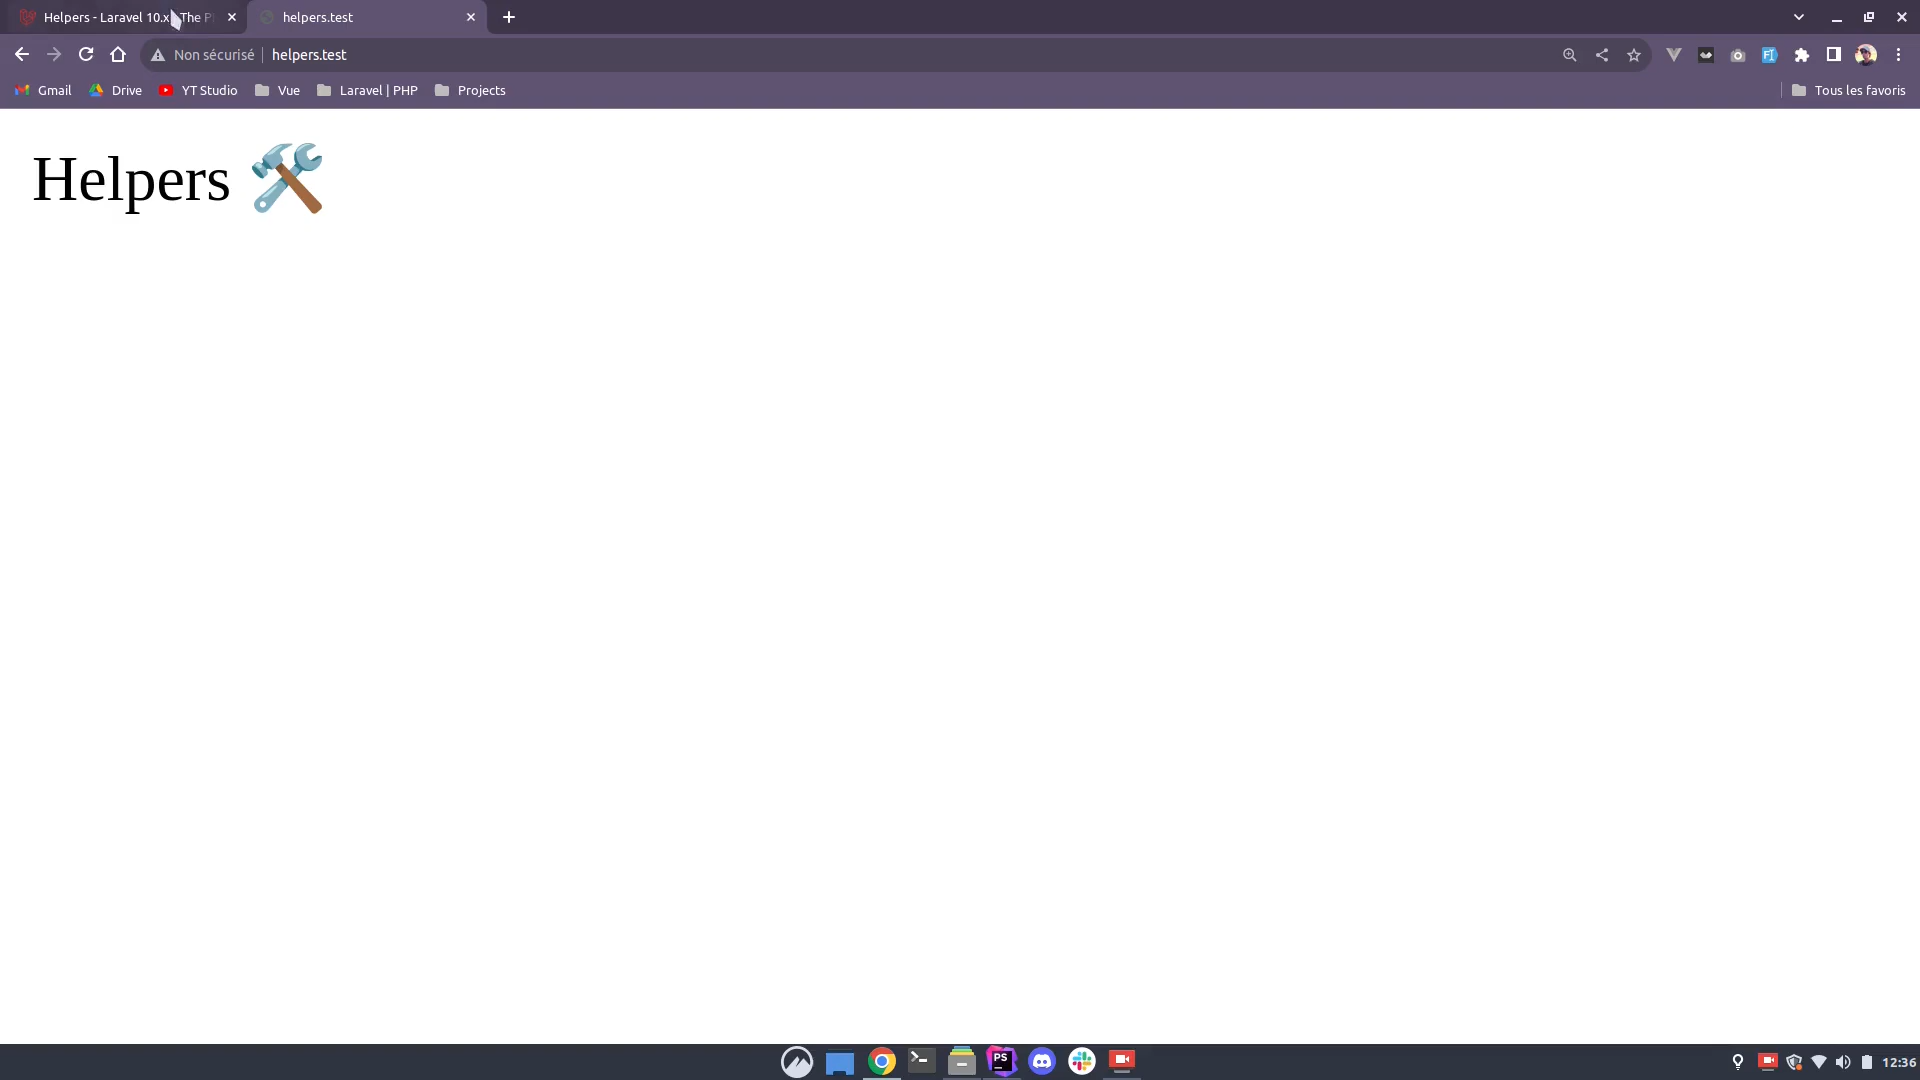 Helpers - Laravel 10.x - The P
helpers.test
Non sécurisé
helpers.test
Gmail
Drive
YT Studio
Vue
Laravel | PHP
Projects
Tous les favoris
Helpers 🛠️
PS
12:36